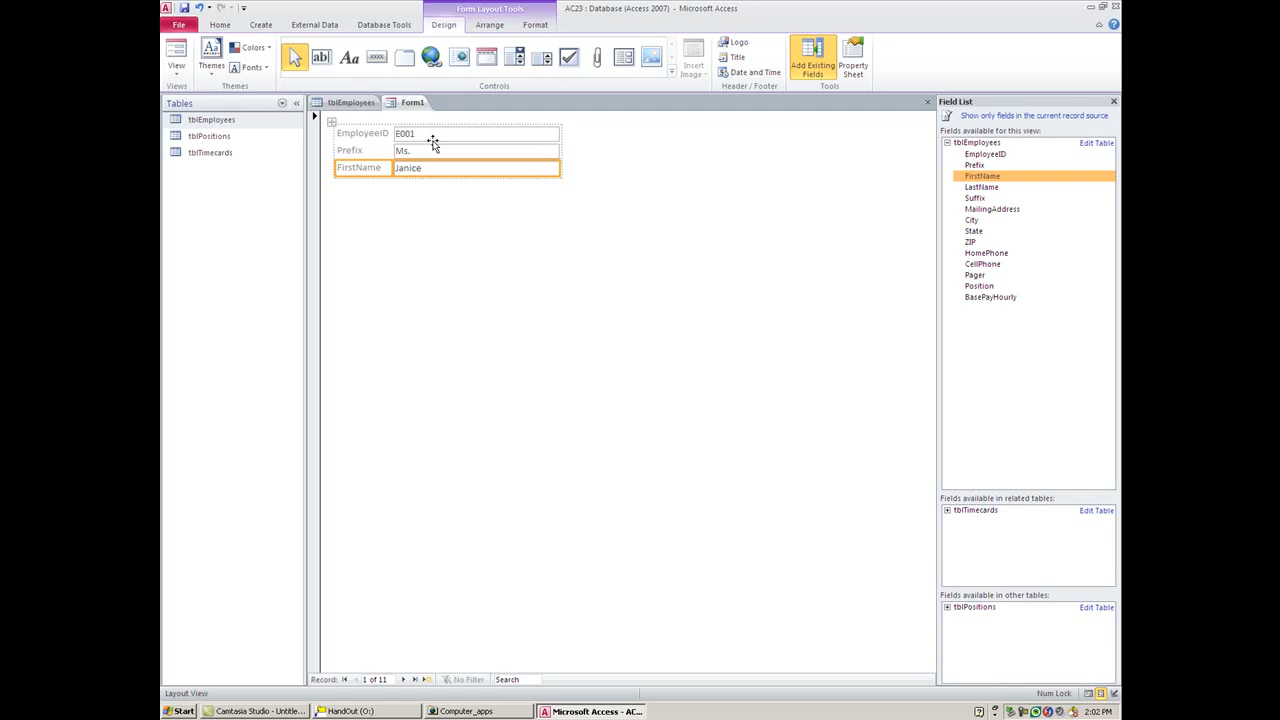 Form Layout Tools
AC23 : Database (Access 2007) - Microsoft Access
File Home Create External Data Database Tools Design Arrange Format
View
Views
Themes
Colors
Fonts
Themes
ab|
Aa
XXXX
Controls
Insert
Image
Logo
Title
Date and Time
Header / Footer
Add Existing
Fields
Property
Sheet
Tools
Tables
tblEmployees
tblPositions
tblTimecards
tblEmployees Form1
EmployeeID E001
Prefix Ms.
FirstName Janice
Field List
Show only fields in the current record source
Fields available for this view:
tblEmployees Edit Table
EmployeeID
Prefix
FirstName
LastName
Suffix
MailingAddress
City
State
ZIP
HomePhone
CellPhone
Pager
Position
BasePayHourly
Fields available in related tables:
tblTimecards Edit Table
Fields available in other tables:
tblPositions Edit Table
Record: 1 of 11 No Filter Search
Layout View Num Lock
Start Camtasia Studio - Untitle... HandOut (O:) Computer_apps Microsoft Access - AC... 2:02 PM